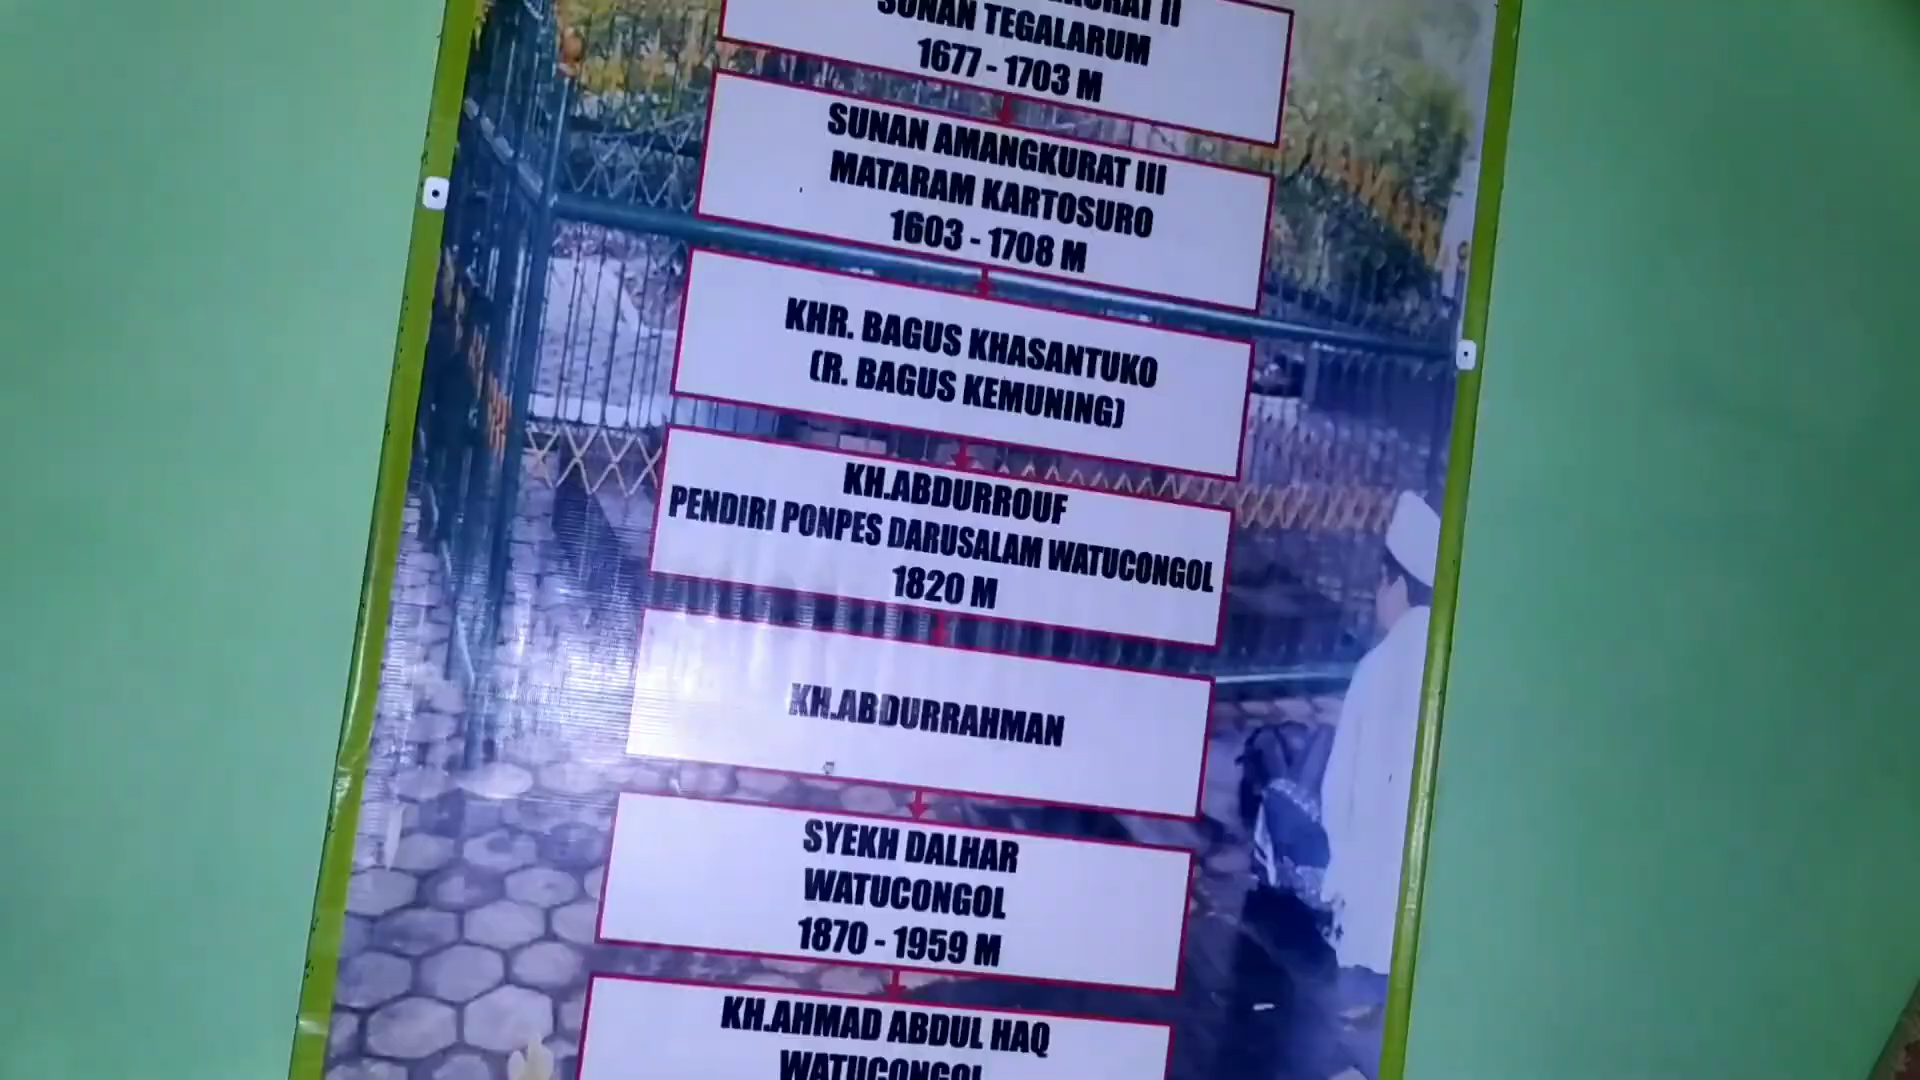 SUNAN TEGALARUM
1677 - 1703 M
SUNAN AMANGKURAT III
MATARAM KARTOSURO
1603 - 1708 M
KHR. BAGUS KHASANTUKO
(R. BAGUS KEMUNING)
KH.ABDURROUF
PENDIRI PONPES DARUSALAM WATUCONGOL
1820 M
KH.ABDURRAHMAN
SYEKH DALHAR
WATUCONGOL
1870 - 1959 M
KH.AHMAD ABDUL HAQ
WATUCONGOL